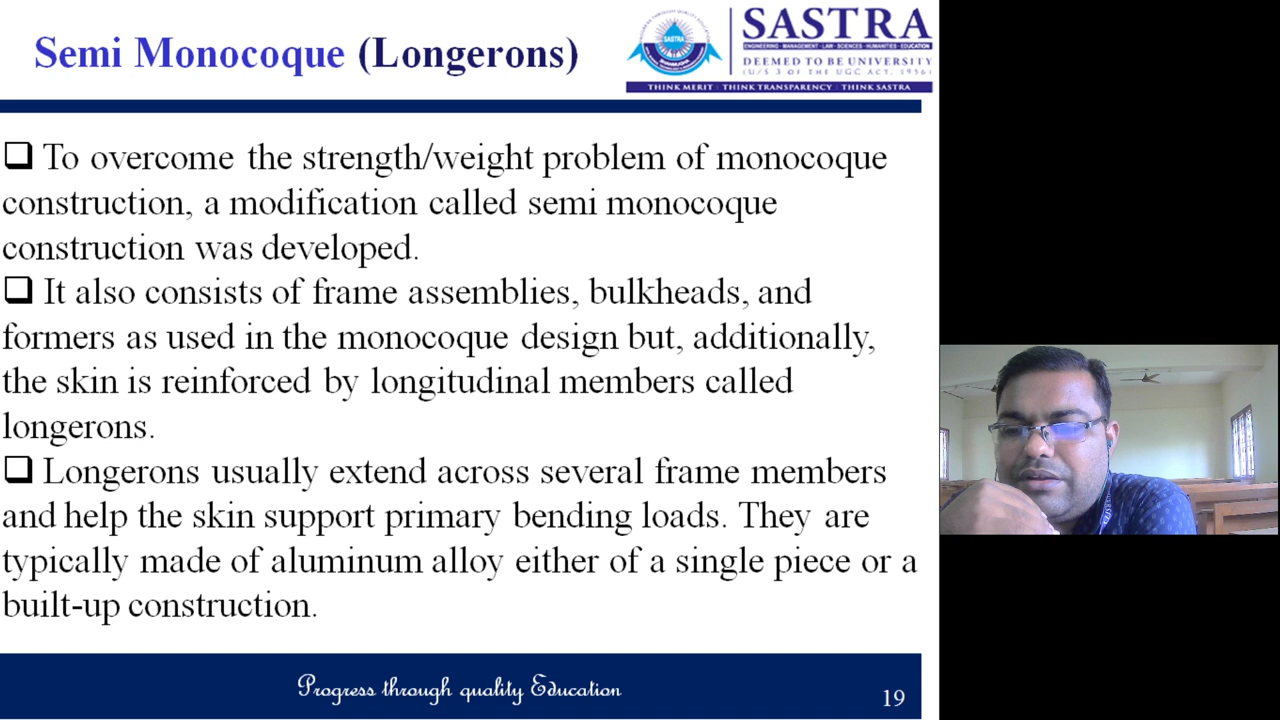 Semi Monocoque (Longerons)
SASTRA
SASTRA
ENGINEERING · MANAGEMENT · LAW · SCIENCES · HUMANITIES · EDUCATION
DEEMED TO BE UNIVERSITY
(U/S 3 OF THE UGC ACT, 1956)
THINK MERIT | THINK TRANSPARENCY | THINK SASTRA
❑ To overcome the strength/weight problem of monocoque
construction, a modification called semi monocoque
construction was developed.
❑ It also consists of frame assemblies, bulkheads, and
formers as used in the monocoque design but, additionally,
the skin is reinforced by longitudinal members called
longerons.
❑ Longerons usually extend across several frame members
and help the skin support primary bending loads. They are
typically made of aluminum alloy either of a single piece or a
built-up construction.
Progress through quality Education
19